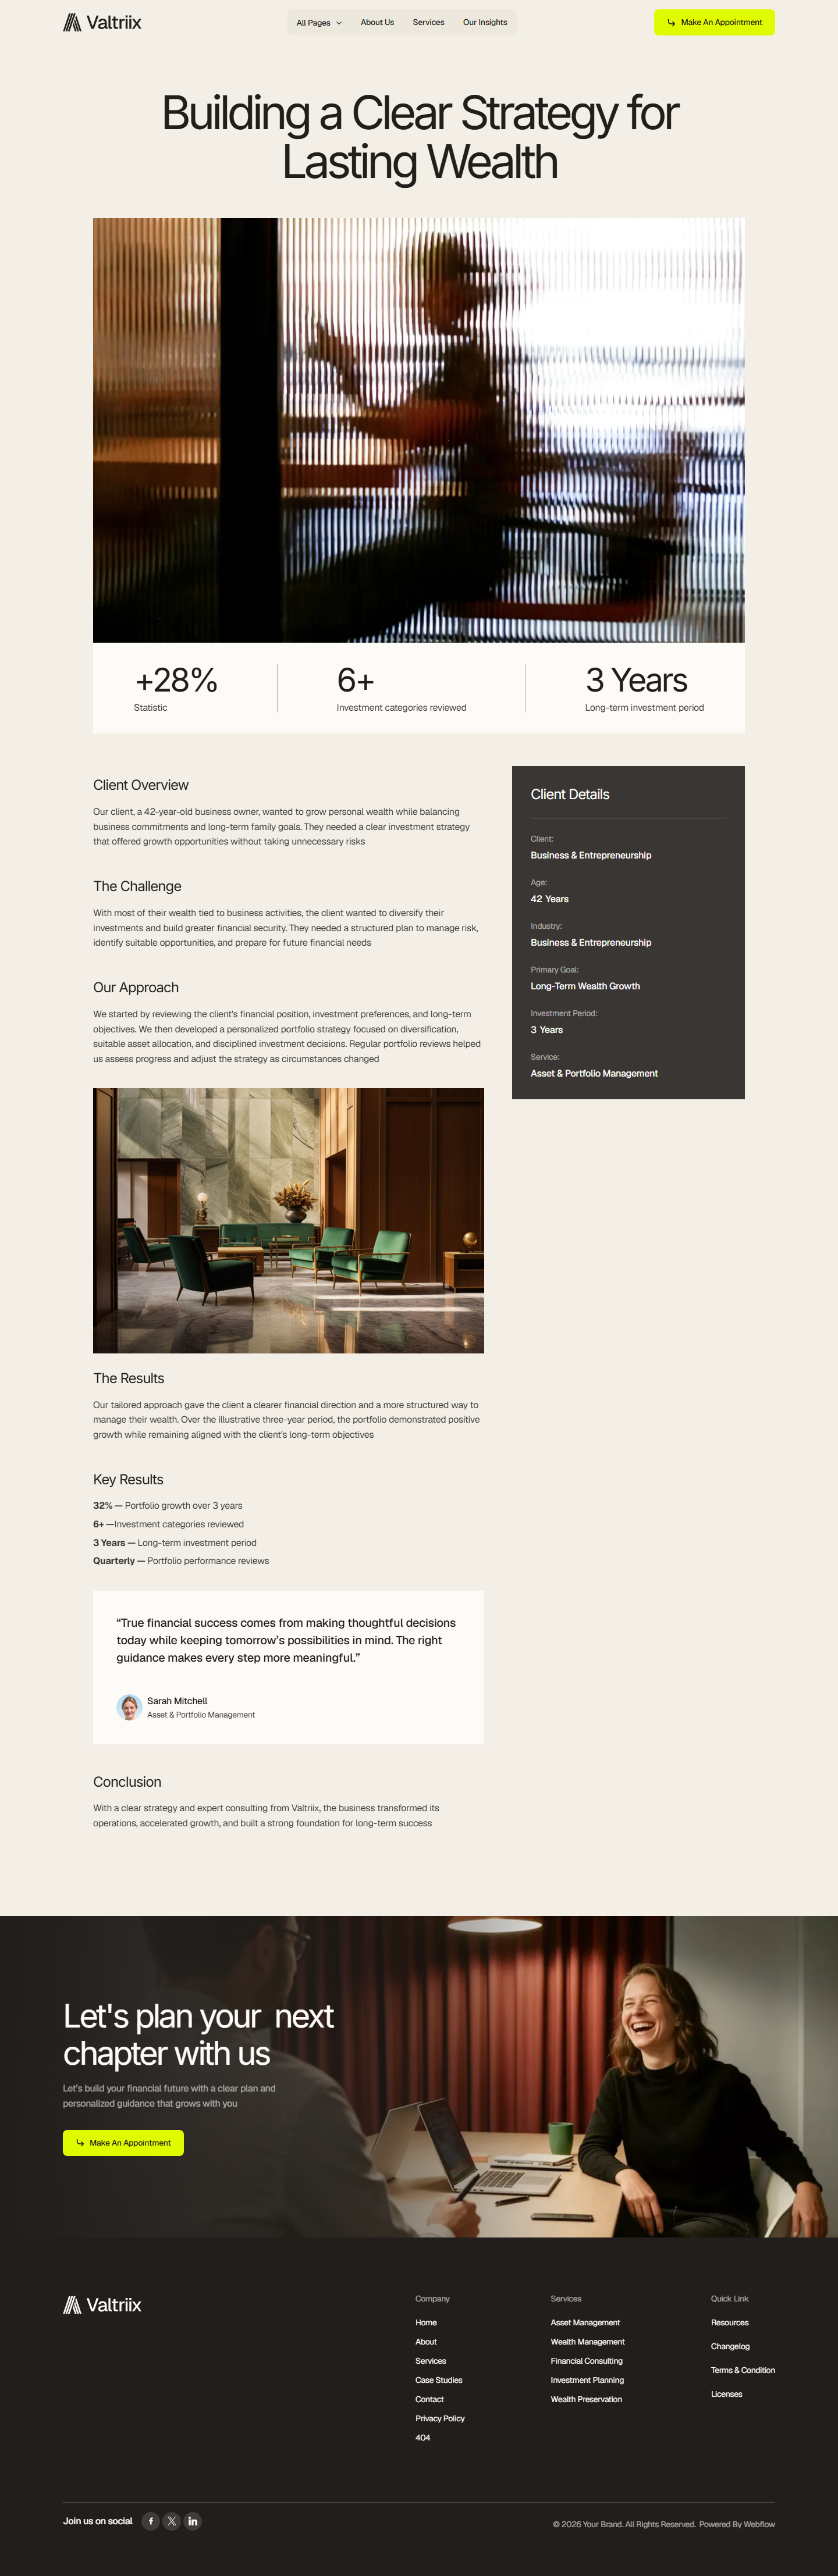 Valtriix
All Pages
About Us
Services
Our Insights
Make An Appointment
Building a Clear Strategy for
Lasting Wealth
+28%
Statistic
6+
Investment categories reviewed
3 Years
Long-term investment period
Client Overview
Our client, a 42-year-old business owner, wanted to grow personal wealth while balancing
business commitments and long-term family goals. They needed a clear investment strategy
that offered growth opportunities without taking unnecessary risks
The Challenge
With most of their wealth tied to business activities, the client wanted to diversify their
investments and build greater financial security. They needed a structured plan to manage risk,
identify suitable opportunities, and prepare for future financial needs
Our Approach
We started by reviewing the client's financial position, investment preferences, and long-term
objectives. We then developed a personalized portfolio strategy focused on diversification,
suitable asset allocation, and disciplined investment decisions. Regular portfolio reviews helped
us assess progress and adjust the strategy as circumstances changed
The Results
Our tailored approach gave the client a clearer financial direction and a more structured way to
manage their wealth. Over the illustrative three-year period, the portfolio demonstrated positive
growth while remaining aligned with the client's long-term objectives
Key Results
32% — Portfolio growth over 3 years
6+ —Investment categories reviewed
3 Years — Long-term investment period
Quarterly — Portfolio performance reviews
“True financial success comes from making thoughtful decisions
today while keeping tomorrow’s possibilities in mind. The right
guidance makes every step more meaningful.”
Sarah Mitchell
Asset & Portfolio Management
Conclusion
With a clear strategy and expert consulting from Valtriix, the business transformed its
operations, accelerated growth, and built a strong foundation for long-term success
Client Details
Client:
Business & Entrepreneurship
Age:
42 Years
Industry:
Business & Entrepreneurship
Primary Goal:
Long-Term Wealth Growth
Investment Period:
3 Years
Service:
Asset & Portfolio Management
Let's plan your next
chapter with us
Let's build your financial future with a clear plan and
personalized guidance that grows with you
Make An Appointment
Valtriix
Company
Home
About
Services
Case Studies
Contact
Privacy Policy
404
Services
Asset Management
Wealth Management
Financial Consulting
Investment Planning
Wealth Preservation
Quick Link
Resources
Changelog
Terms & Condition
Licenses
Join us on social
© 2026 Your Brand. All Rights Reserved. Powered By Webflow